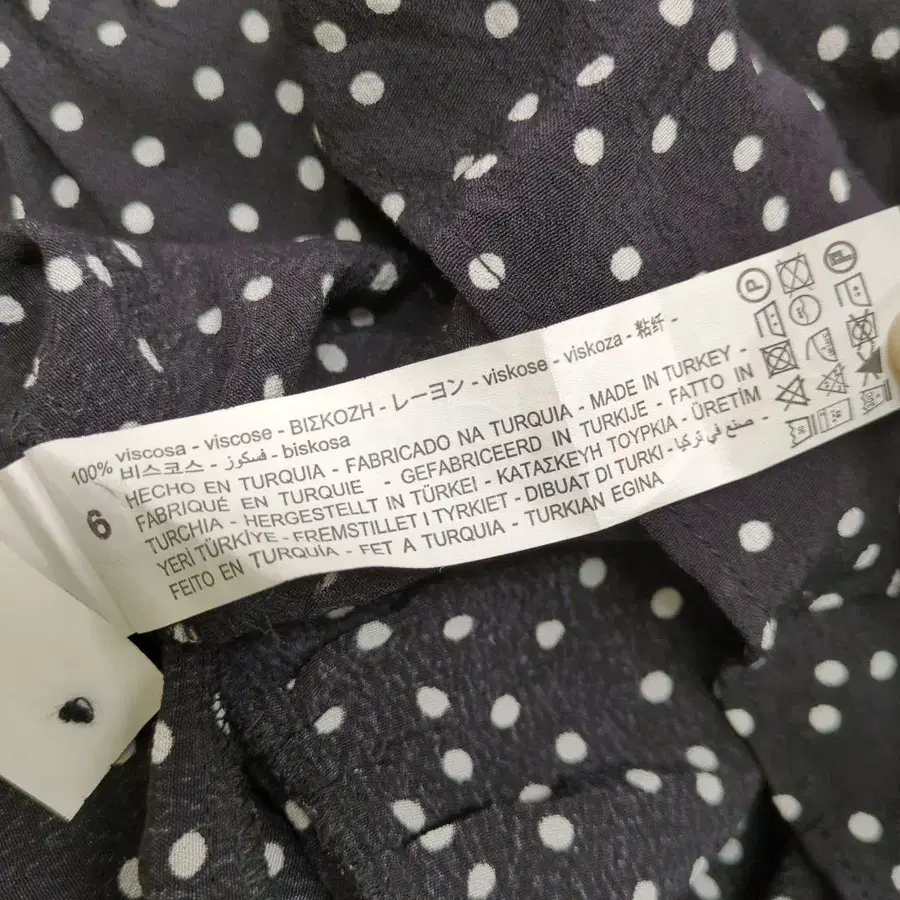 100% viscosa - viscose - ΒΙΣΚΟΖΗ - レーヨン - viskose - viskoza - 粘纤 -
비스코스 - فسكوز - biskosa
HECHO EN TURQUIA - FABRICADO NA TURQUIA - MADE IN TURKEY -
FABRIQUÉ EN TURQUIE - GEFABRICEERD IN TURKIJE - FATTO IN
TURCHIA - HERGESTELLT IN TÜRKEI - ΚΑΤΑΣΚΕΥΗ ΤΟΥΡΚΙΑ - ÜRETİM
YERİ TÜRKİYE - FREMSTILLET I TYRKIET - DIBUAT DI TURKI - صنع في تركيا -
FEITO EN TURQUÍA - FET A TURQUIA - TURKIAN EGINA
6
P
P